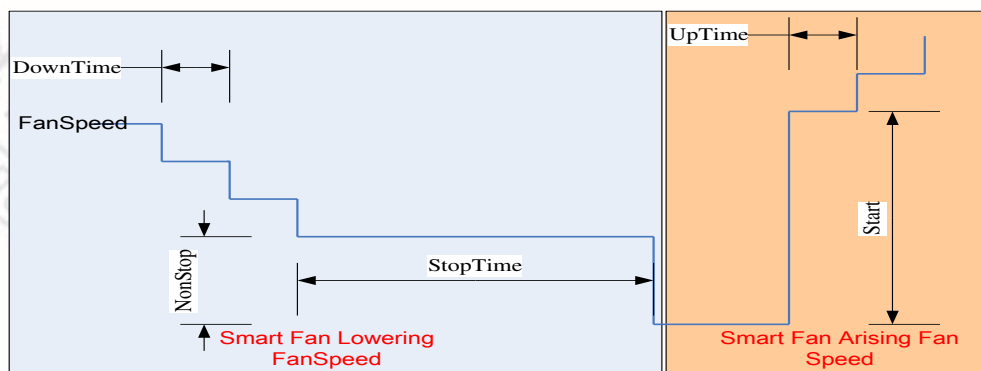 UpTime
DownTime
FanSpeed
Start
NonStop
StopTime
Smart Fan Lowering
FanSpeed
Smart Fan Arising Fan
Speed